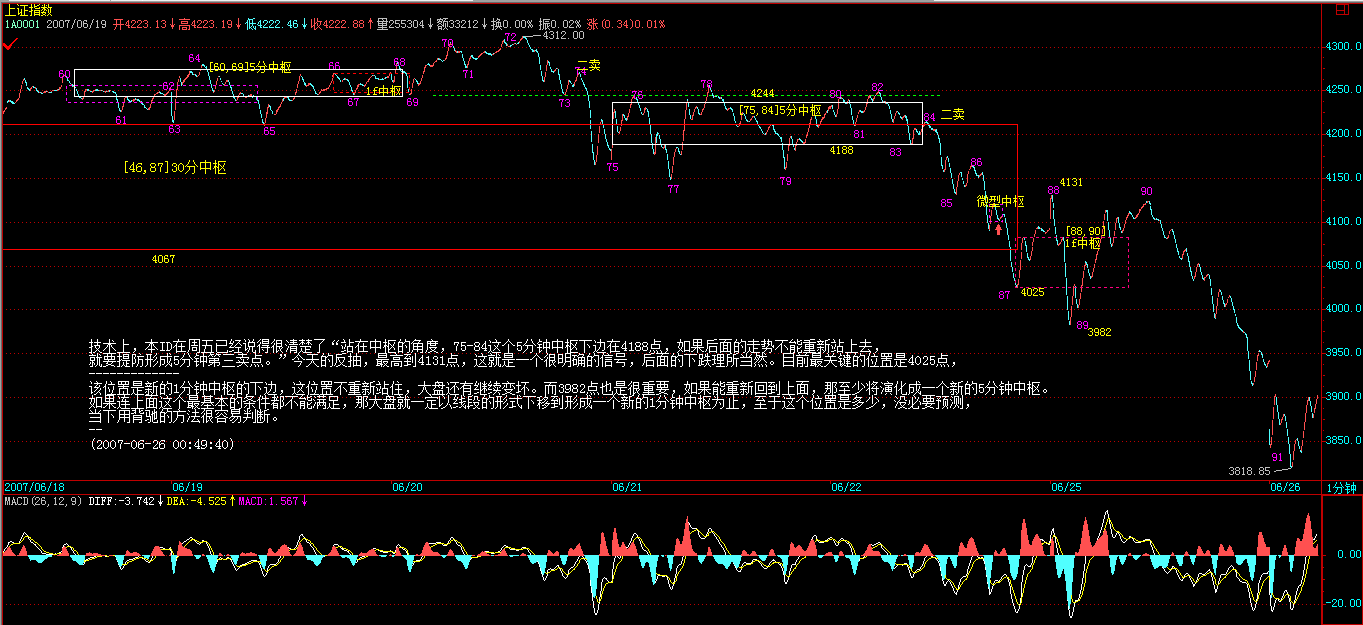 上证指数
1A0001 2007/06/19 开4223.13↓高4223.19↓低4222.46↓收4222.88↑量255304↓额33212↓换0.00% 振0.02% 涨(0.34)0.01%
4312.00
4300.0
70 72
64 [60,69]5分中枢 66 68 二卖
60 62 71 74
1f中枢 67 69 73
76 78 4244 80 82
4250.0
[75,84]5分中枢
61 63 65 81 84 二卖
4200.0
4188 83
[46,87]30分中枢 75 86
4150.0
77 79 88 4131 90
85 微型中枢
4100.0
[88,90]
1f中枢
4067
4050.0
87 4025
4000.0
89 3982
技术上，本ID在周五已经说得很清楚了“站在中枢的角度，75-84这个5分钟中枢下边在4188点，如果后面的走势不能重新站上去，
就要提防形成5分钟第三卖点。”今天的反抽，最高到4131点，这就是一个很明确的信号，后面的下跌理所当然。目前最关键的位置是4025点，
3950.0
--------------
该位置是新的1分钟中枢的下边，这位置不重新站住，大盘还有继续变坏。而3982点也是很重要，如果能重新回到上面，那至少将演化成一个新的5分钟中枢。
3900.0
如果连上面这个最基本的条件都不能满足，那大盘就一定以线段的形式下移到形成一个新的1分钟中枢为止，至于这个位置是多少，没必要预测，
当下用背驰的方法很容易判断。
--
(2007-06-26 00:49:40)
3850.0
91
3818.85
2007/06/18 06/19 06/20 06/21 06/22 06/25 06/26 1分钟
MACD(26,12,9) DIFF:-3.742↓DEA:-4.525↑MACD:1.567↓
0.00
-20.00